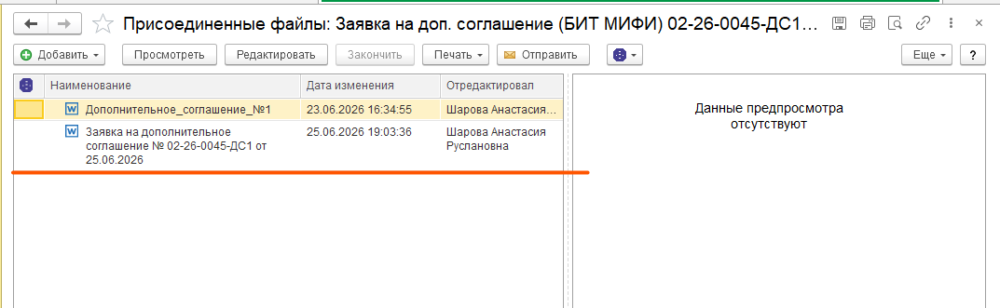 Присоединенные файлы: Заявка на доп. соглашение (БИТ МИФИ) 02-26-0045-ДС1...
Добавить Просмотреть Редактировать Закончить Печать Отправить Еще ?
Наименование Дата изменения Отредактировал
Дополнительное_соглашение_№1 23.06.2026 16:34:55 Шарова Анастасия...
Заявка на дополнительное 25.06.2026 19:03:36 Шарова Анастасия
соглашение № 02-26-0045-ДС1 от Руслановна
25.06.2026
Данные предпросмотра
отсутствуют